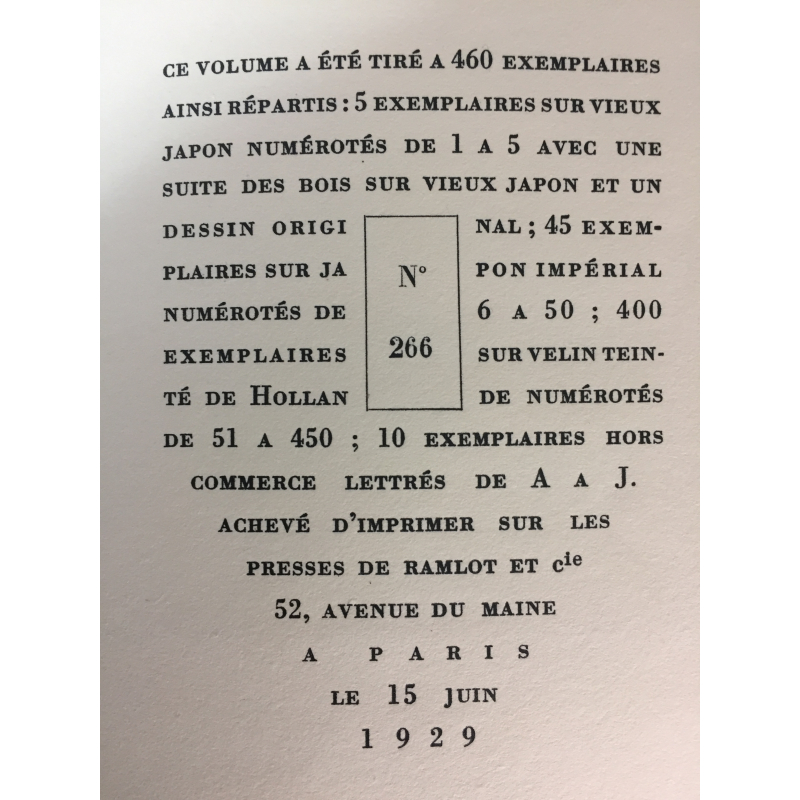 CE VOLUME A ÉTÉ TIRÉ A 460 EXEMPLAIRES
AINSI RÉPARTIS : 5 EXEMPLAIRES SUR VIEUX
JAPON NUMÉROTÉS DE 1 A 5 AVEC UNE
SUITE DES BOIS SUR VIEUX JAPON ET UN
DESSIN ORIGI NAL ; 45 EXEM-
PLAIRES SUR JA PON IMPÉRIAL
N°
NUMÉROTÉS DE 6 A 50 ; 400
266
EXEMPLAIRES SUR VELIN TEIN-
TÉ DE HOLLAN DE NUMÉROTÉS
DE 51 A 450 ; 10 EXEMPLAIRES HORS
COMMERCE LETTRÉS DE A A J.
ACHEVÉ D'IMPRIMER SUR LES
PRESSES DE RAMLOT ET Cie
52, AVENUE DU MAINE
A PARIS
LE 15 JUIN
1929